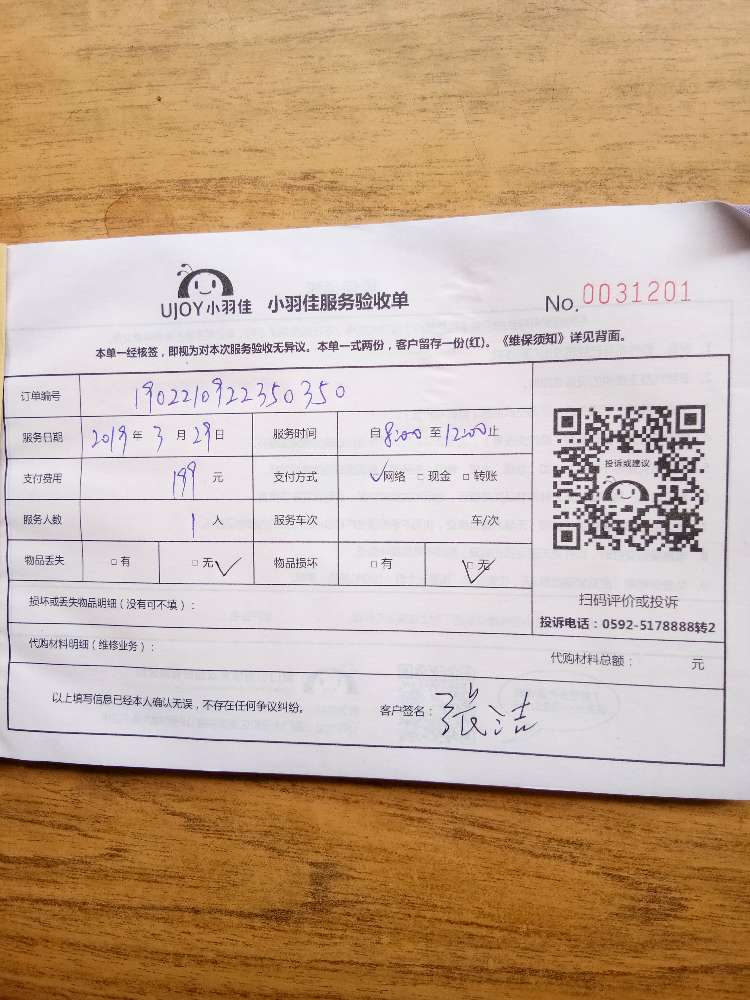 UJOY小羽佳 小羽佳服务验收单 No. 0031201
本单一经核签，即视为对本次服务验收无异议。本单一式两份，客户留存一份(红)。《维保须知》详见背面。
订单编号 1902210922350350
服务日期 2019年3月29日 服务时间 自8:00至12:00止
支付费用 199元 支付方式 ✓网络 □现金 □转账
服务人数 1人 服务车次 车/次
物品丢失 □有 □无✓ 物品损坏 □有 □无✓
投诉或建议
扫码评价或投诉
投诉电话：0592-5178888转2
损坏或丢失物品明细（没有可不填）：
代购材料明细（维修业务）： 代购材料总额： 元
以上填写信息已经本人确认无误，不存在任何争议纠纷。 客户签名：张洁